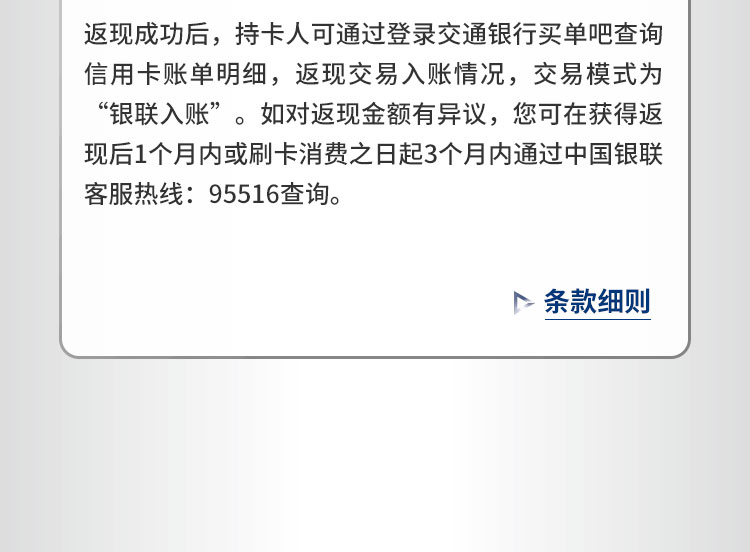 返现成功后，持卡人可通过登录交通银行买单吧查询
信用卡账单明细，返现交易入账情况，交易模式为
“银联入账”。如对返现金额有异议，您可在获得返
现后1个月内或刷卡消费之日起3个月内通过中国银联
客服热线：95516查询。
条款细则